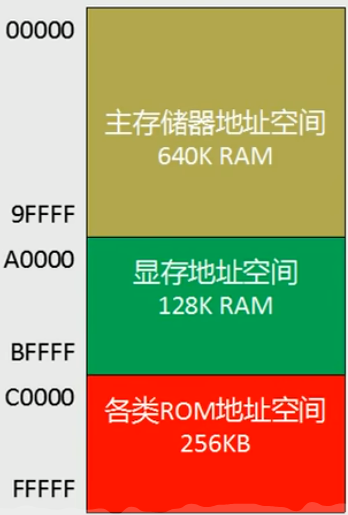 00000
主存储器地址空间
640K RAM
9FFFF
A0000
显存地址空间
128K RAM
BFFFF
C0000
各类ROM地址空间
256KB
FFFFF